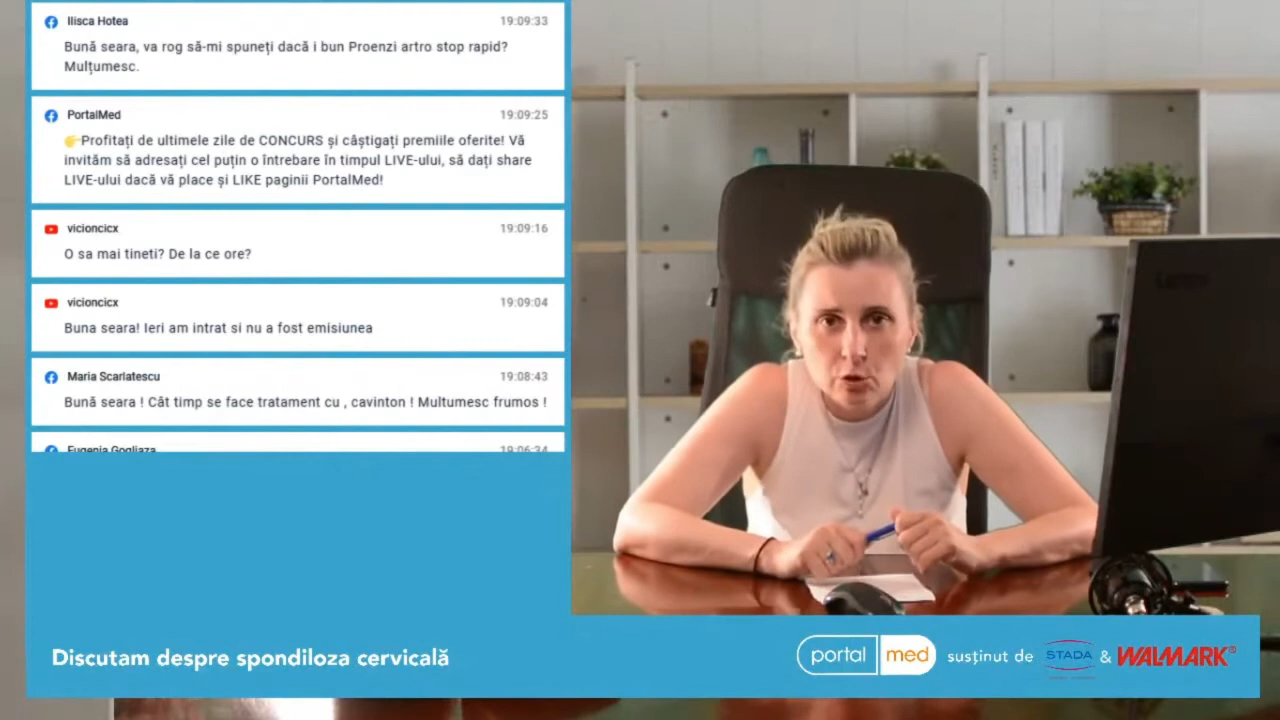 Ilisca Hotea 19:09:33
Bună seara, va rog să-mi spuneți dacă i bun Proenzi artro stop rapid?
Mulțumesc.
PortalMed 19:09:25
👉Profitați de ultimele zile de CONCURS și câștigați premiile oferite! Vă
invităm să adresați cel puțin o întrebare în timpul LIVE-ului, să dați share
LIVE-ului dacă vă place și LIKE paginii PortalMed!
vicioncicx 19:09:16
O sa mai tineti? De la ce ore?
vicioncicx 19:09:04
Buna seara! Ieri am intrat si nu a fost emisiunea
Maria Scarlatescu 19:08:43
Bună seara ! Cât timp se face tratament cu , cavinton ! Multumesc frumos !
Eugenia Gogliaza 19:06:34
Discutam despre spondiloza cervicală
portal med susținut de STADA & WALMARK®